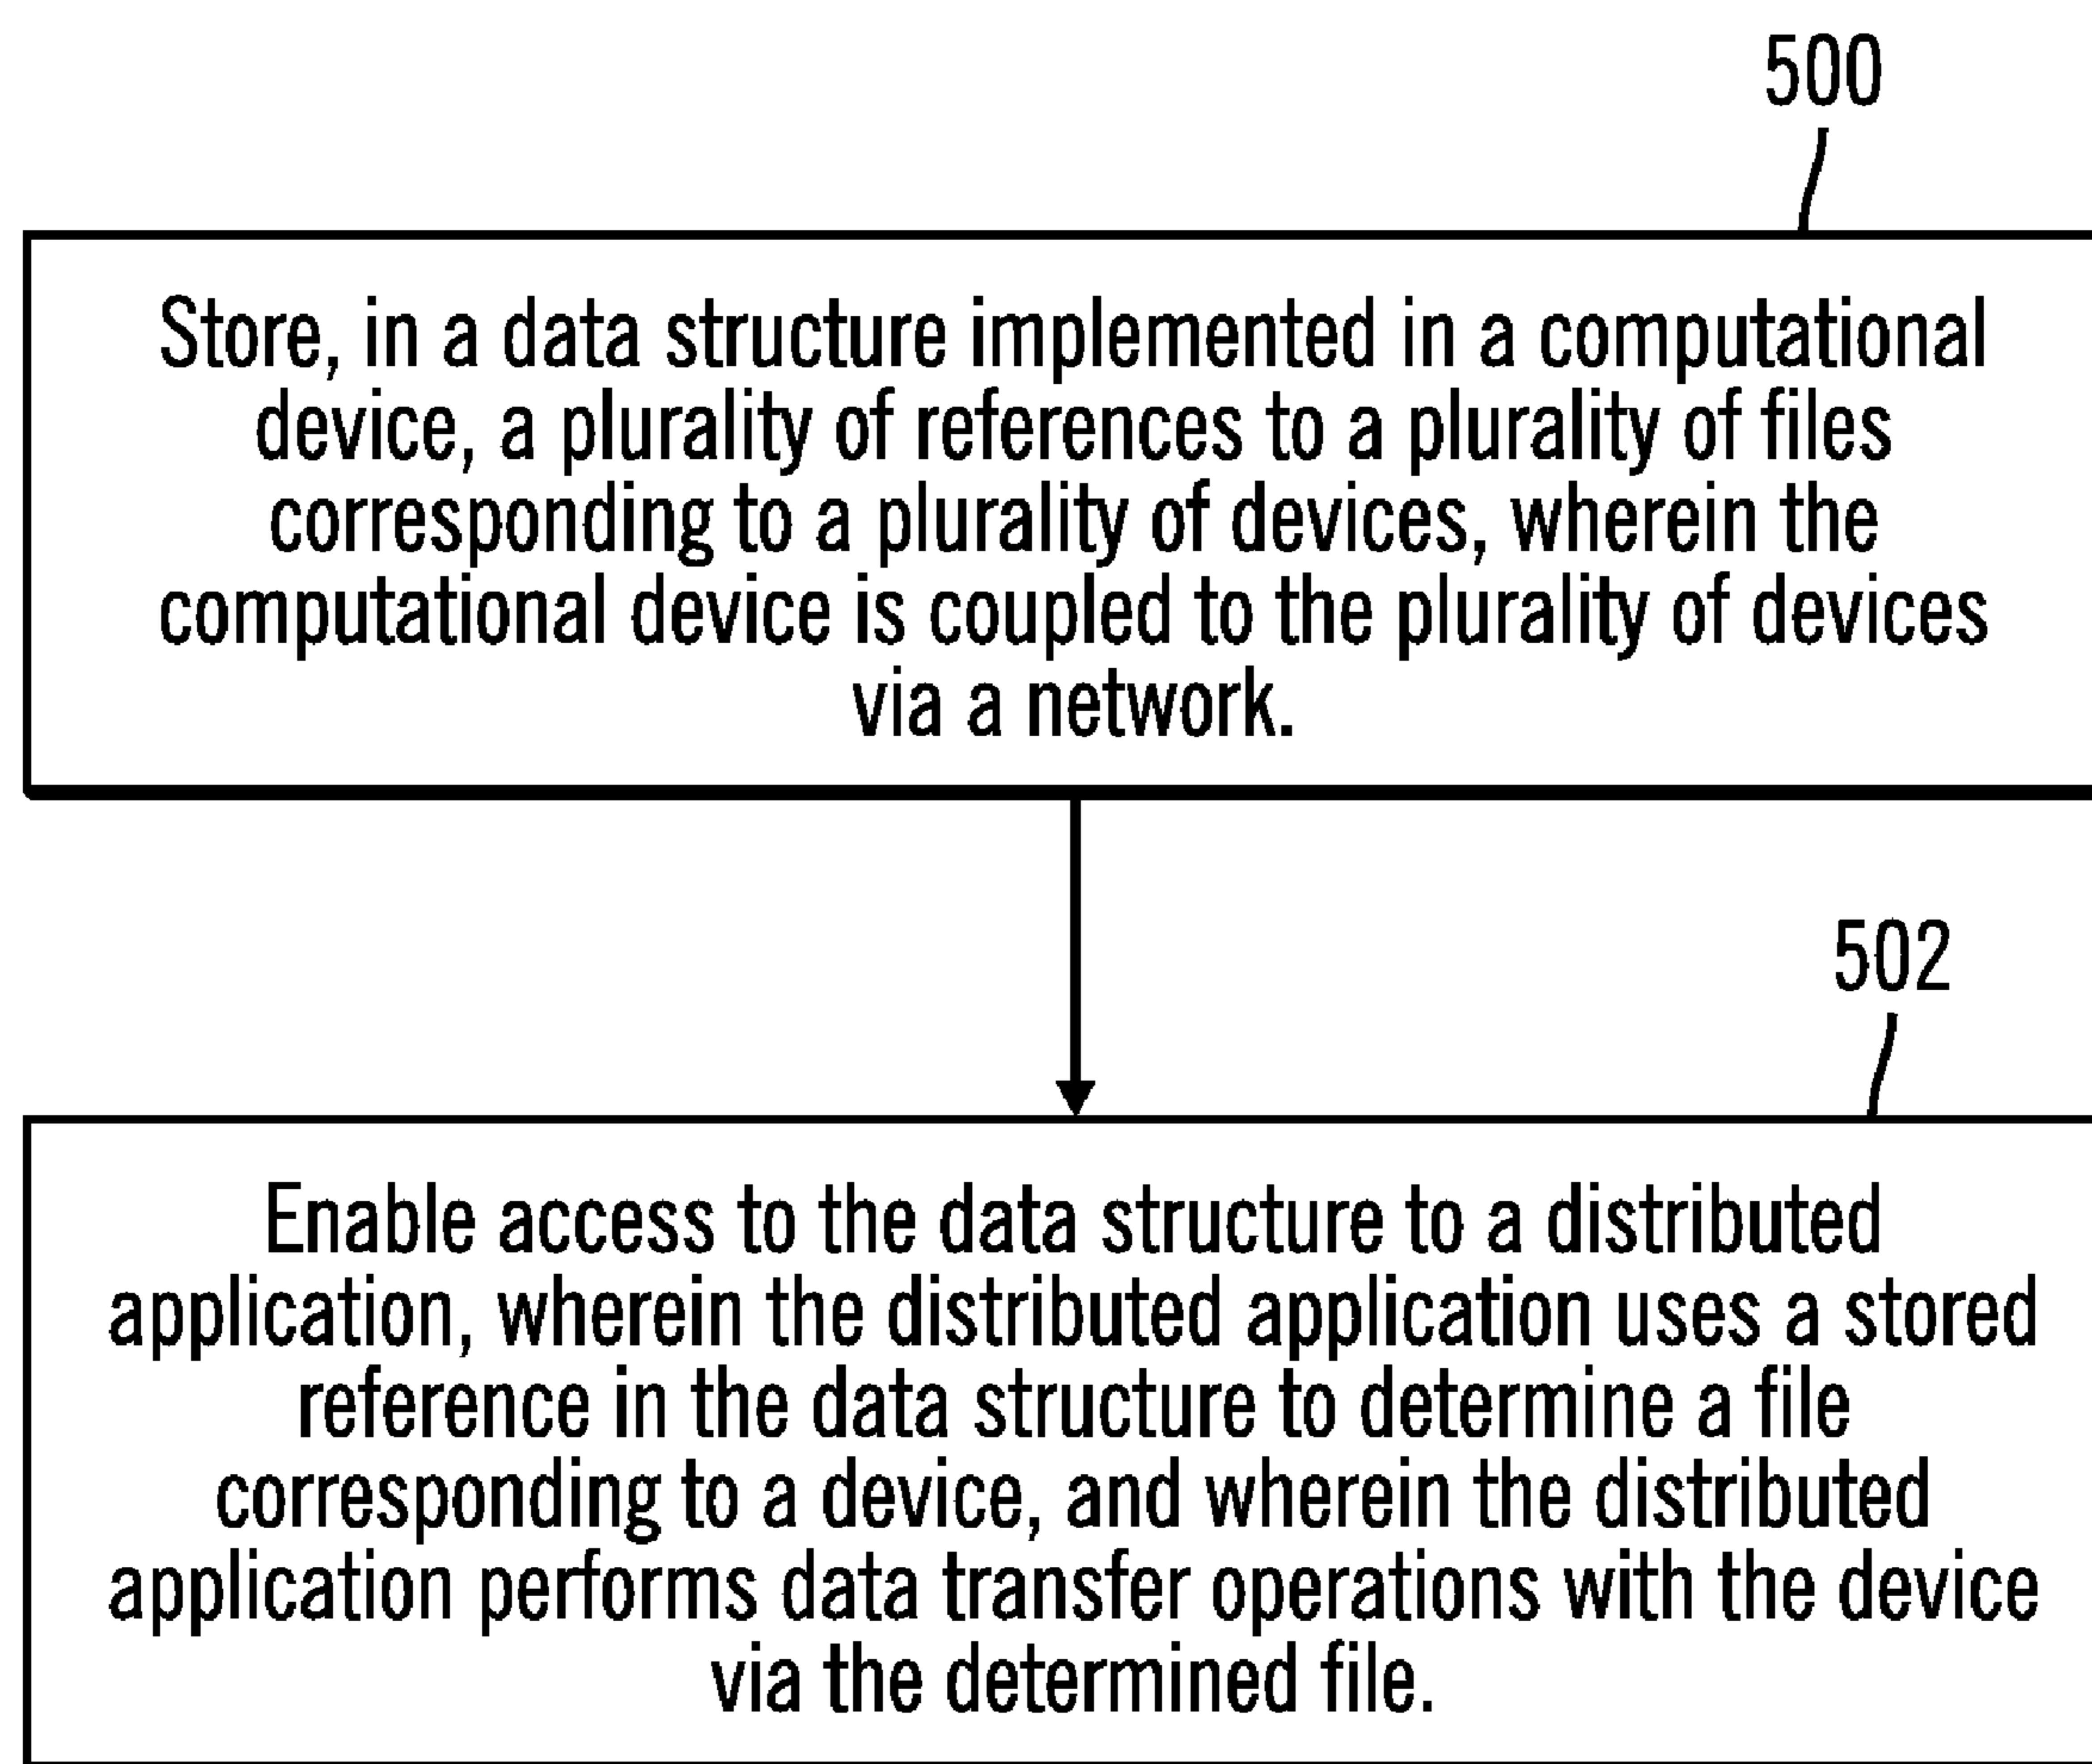 500
Store, in a data structure implemented in a computational
device, a plurality of references to a plurality of files
corresponding to a plurality of devices, wherein the
computational device is coupled to the plurality of devices
via a network.
502
Enable access to the data structure to a distributed
application, wherein the distributed application uses a stored
reference in the data structure to determine a file
corresponding to a device, and wherein the distributed
application performs data transfer operations with the device
via the determined file.